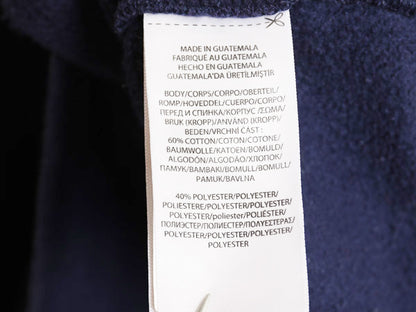 MADE IN GUATEMALA
FABRIQUÉ AU GUATEMALA
HECHO EN GUATEMALA
GUATEMALA'DA ÜRETİLMİŞTİR
BODY/CORPS/CORPO/OBERTEIL/
ROMP/HOVEDDEL/CUERPO/CORPO/
ПЕРЕД И СПИНКА/КОРПУС /ΣΩΜΑ/
BRUK (KROPP)/ANVÄND (KROPP)/
BEDEN/VRCHNÍ ČÁST :
60% COTTON/COTON/COTONE/
BAUMWOLLE/KATOEN/BOMULD/
ALGODÓN/ALGODÃO/ХЛОПОК/
ПАМУК/ΒΑΜΒΑΚΙ/BOMULL/BOMULL/
PAMUK/BAVLNA
40% POLYESTER/POLYESTER/
POLIESTERE/POLYESTER/POLYESTER/
POLYESTER/poliester/POLIÉSTER/
ПОЛИЭСТЕР/ПОЛИЕСТЕР/ΠΟΛΥΕΣΤΕΡΑΣ/
POLYESTER/POLYESTER/POLYESTER/
POLYESTER